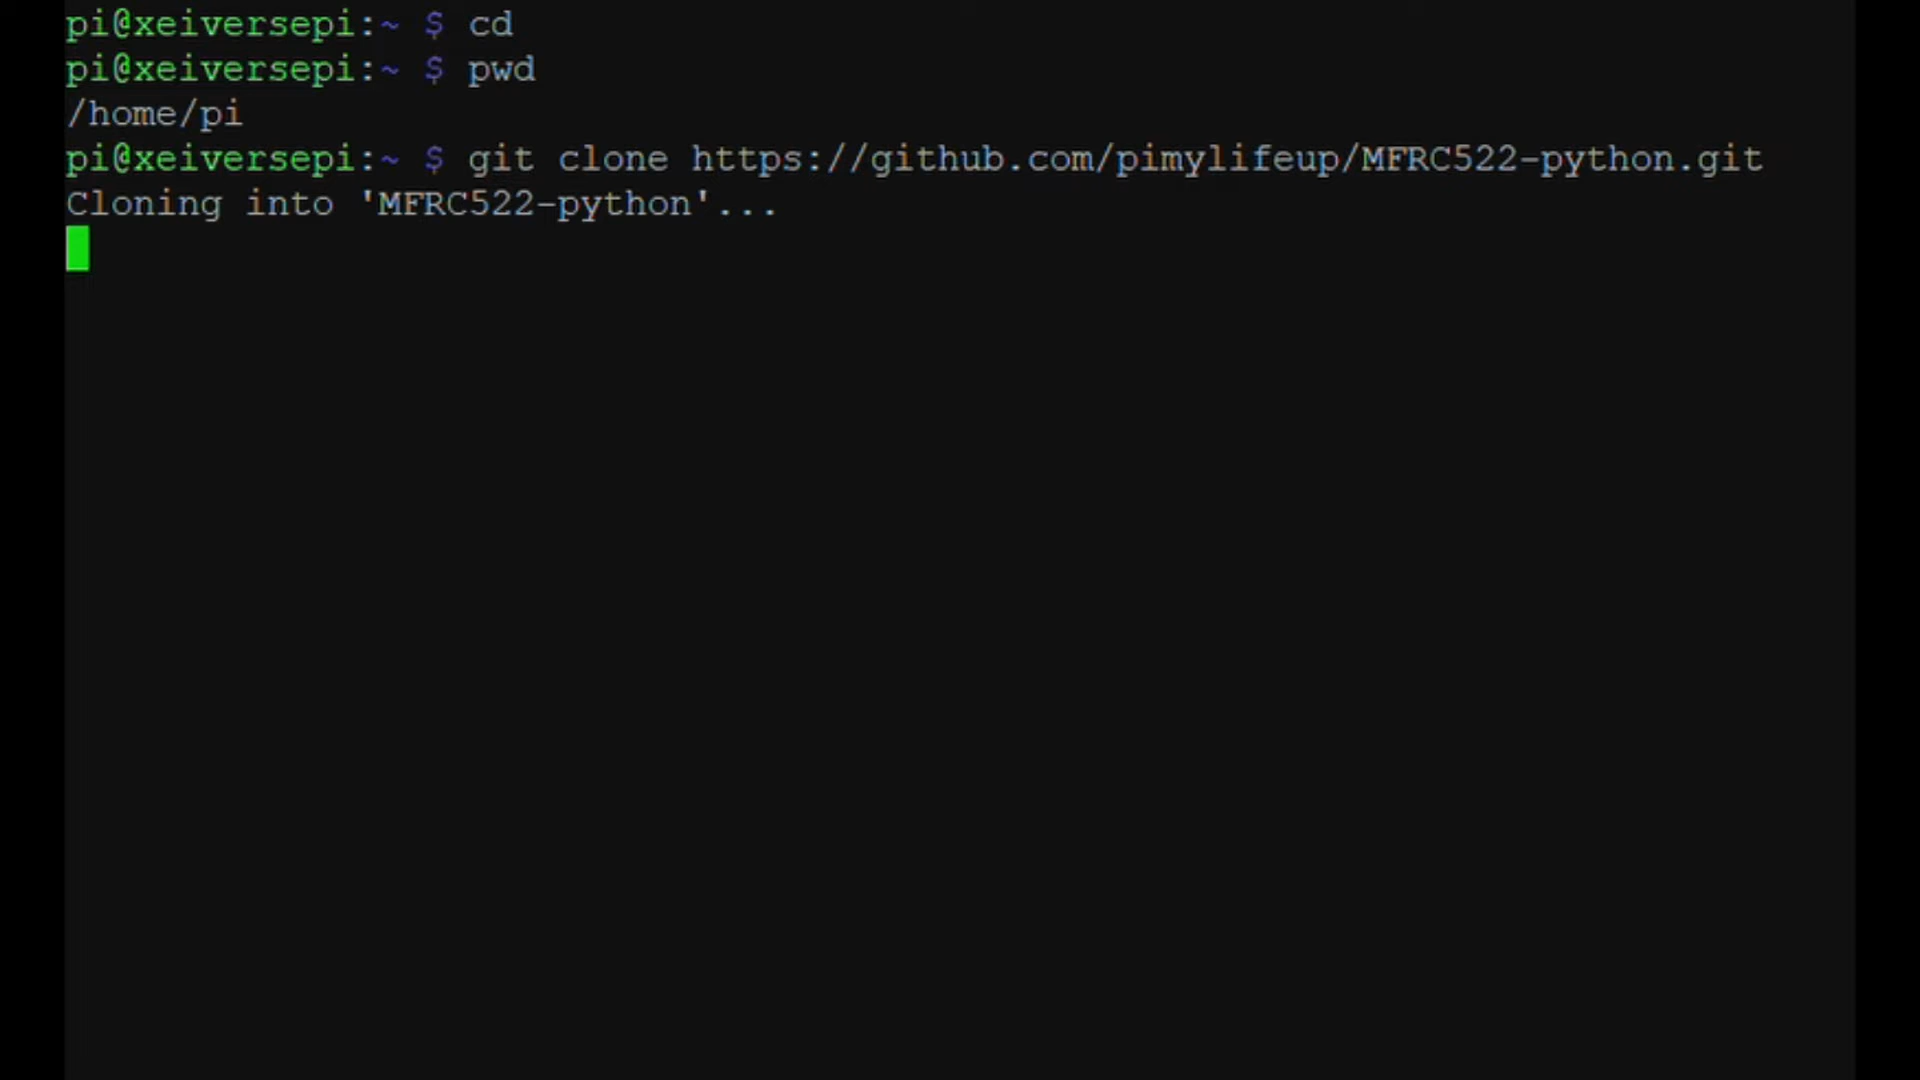 pi@xeiversepi:~ $ cd
pi@xeiversepi:~ $ pwd
/home/pi
pi@xeiversepi:~ $ git clone https://github.com/pimylifeup/MFRC522-python.git
Cloning into 'MFRC522-python'...